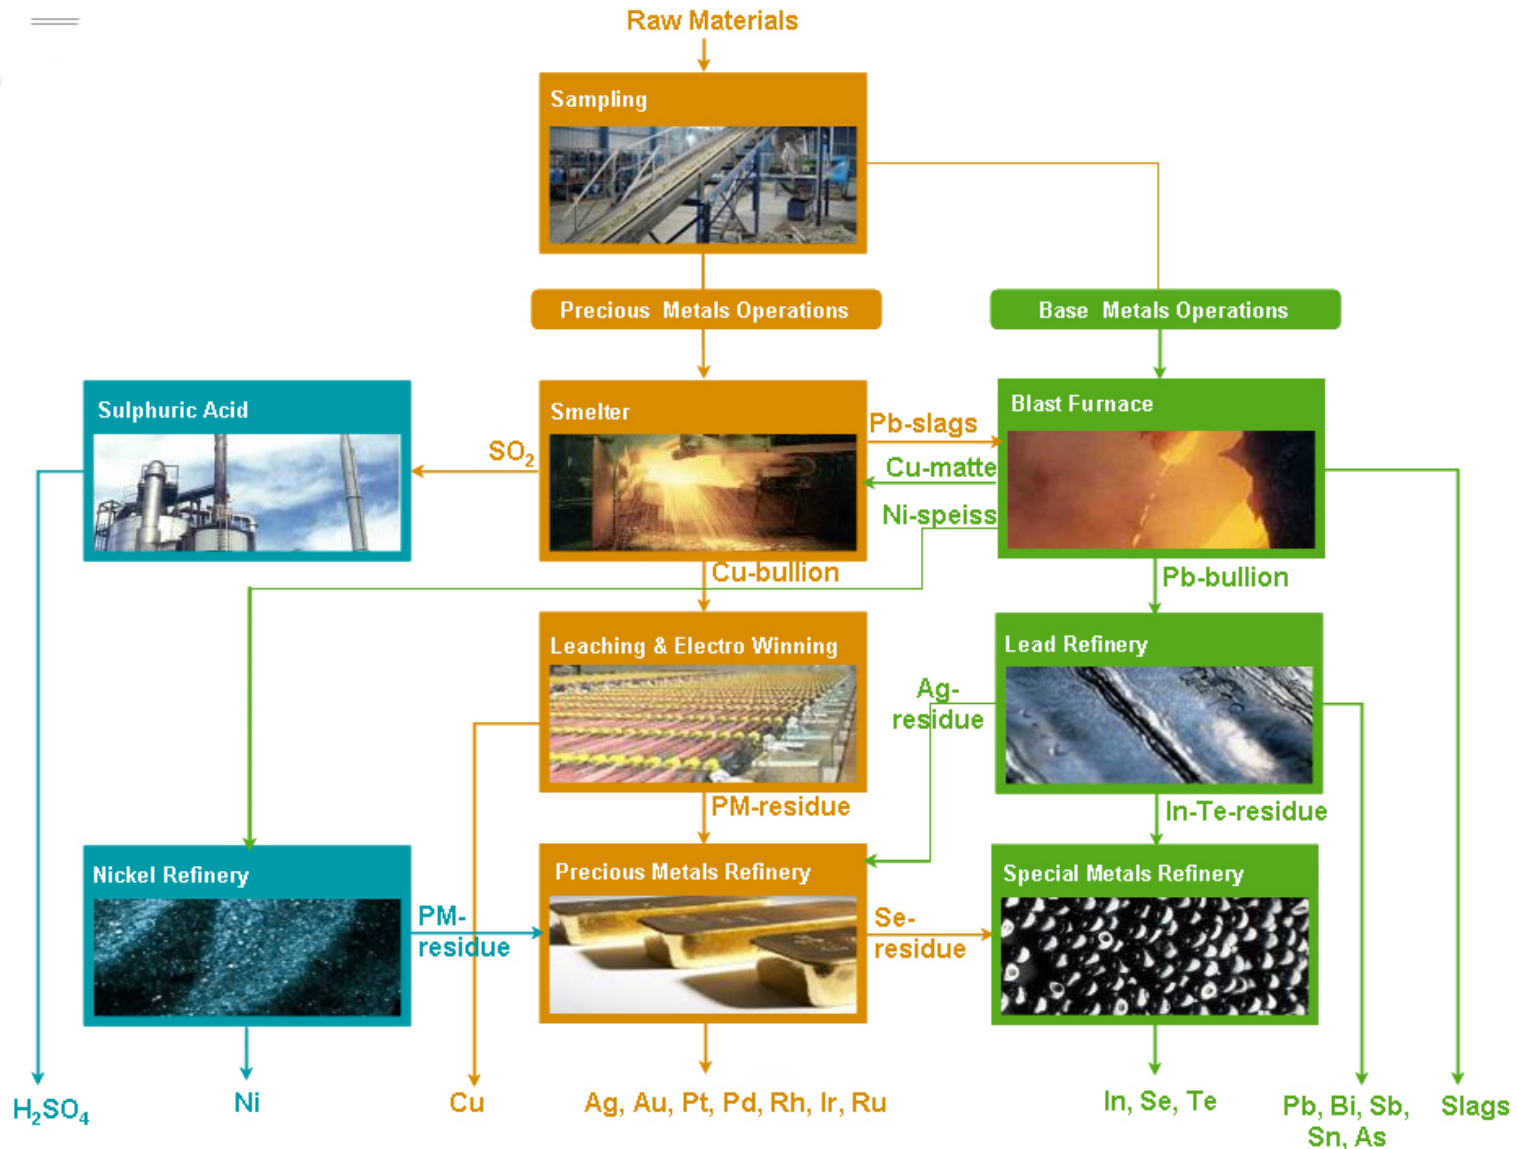 Raw Materials
Sampling
Precious Metals Operations
Base Metals Operations
Sulphuric Acid
Smelter
Blast Furnace
SO₂
Pb-slags
Cu-matte
Ni-speiss
Cu-bullion
Pb-bullion
Leaching & Electro Winning
Lead Refinery
Ag-
residue
PM-residue
In-Te-residue
Nickel Refinery
Precious Metals Refinery
Special Metals Refinery
PM-
residue
Se-
residue
H₂SO₄
Ni
Cu
Ag, Au, Pt, Pd, Rh, Ir, Ru
In, Se, Te
Pb, Bi, Sb,
Sn, As
Slags